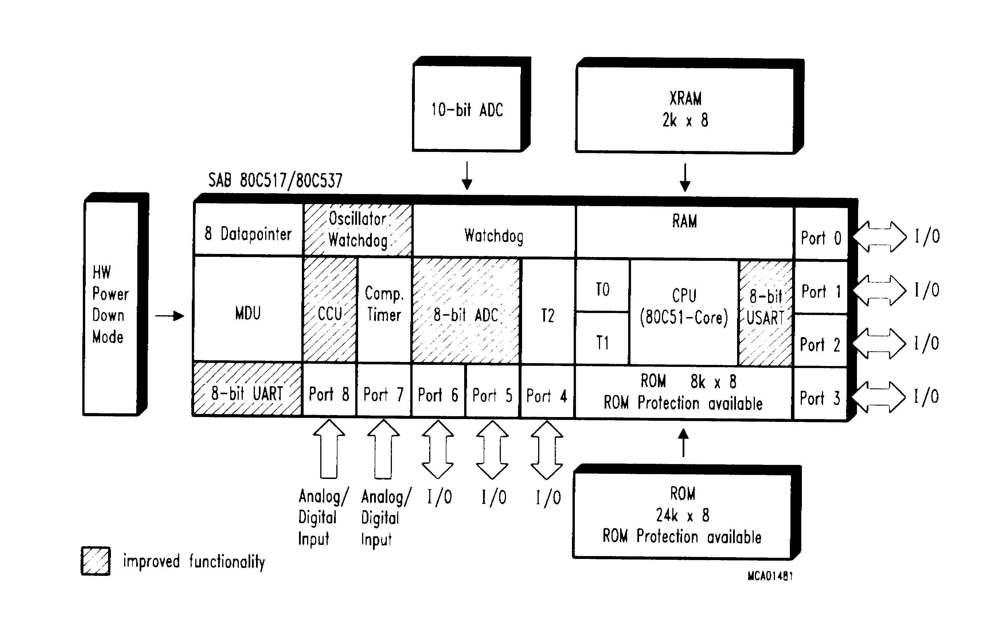 10-bit ADC
XRAM
2k x 8
SAB 80C517/80C537
HW
Power
Down
Mode
8 Datapointer
Oscillator
Watchdog
Watchdog
RAM
Port 0
I/O
MDU
CCU
Comp.
Timer
8-bit ADC
T2
T0
T1
CPU
(80C51-Core)
8-bit
USART
Port 1
I/O
Port 2
I/O
8-bit UART
Port 8
Port 7
Port 6
Port 5
Port 4
ROM 8k x 8
ROM Protection available
Port 3
I/O
Analog/
Digital
Input
Analog/
Digital
Input
I/O
I/O
I/O
ROM
24k x 8
ROM Protection available
improved functionality
MCA01481